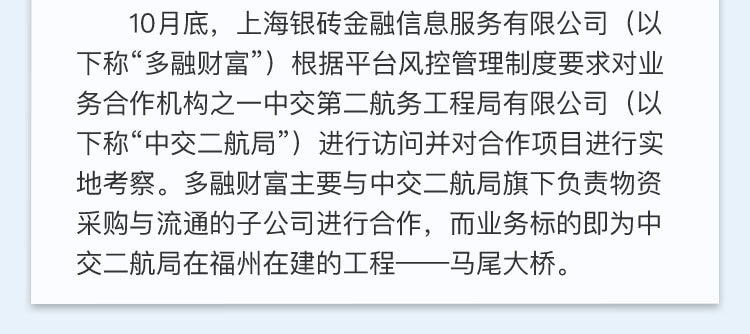 10月底，上海银砖金融信息服务有限公司（以
下称“多融财富”）根据平台风控管理制度要求对业
务合作机构之一中交第二航务工程局有限公司（以
下称“中交二航局”）进行访问并对合作项目进行实
地考察。多融财富主要与中交二航局旗下负责物资
采购与流通的子公司进行合作，而业务标的即为中
交二航局在福州在建的工程——马尾大桥。